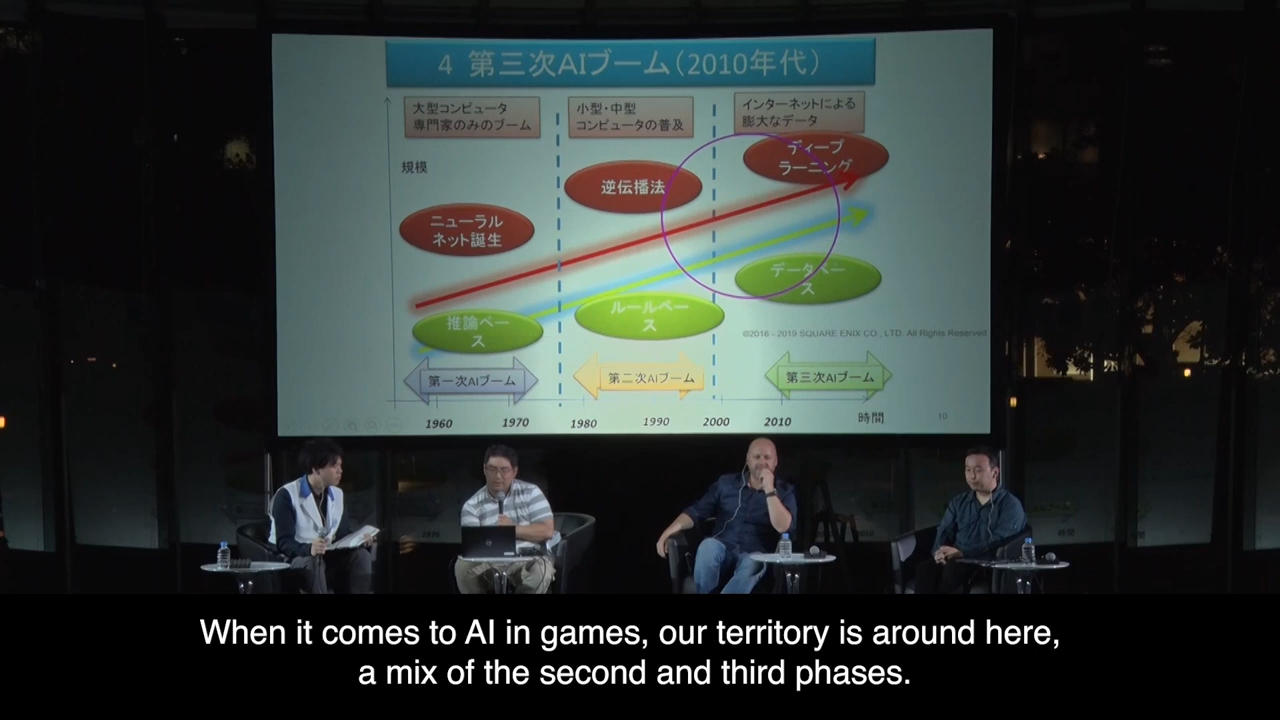 4 第三次AIブーム(2010年代)
大型コンピュータ
専門家のみのブーム
小型・中型
コンピュータの普及
インターネットによる
膨大なデータ
規模
ディープ
ラーニング
逆伝播法
ニューラル
ネット誕生
データベー
ス
ルールベー
ス
推論ベー
ス
©2016 - 2019 SQUARE ENIX CO., LTD. All Rights Reserved
第一次AIブーム
第二次AIブーム
第三次AIブーム
1960
1970
1980
1990
2000
2010
時間
10
When it comes to AI in games, our territory is around here,
a mix of the second and third phases.